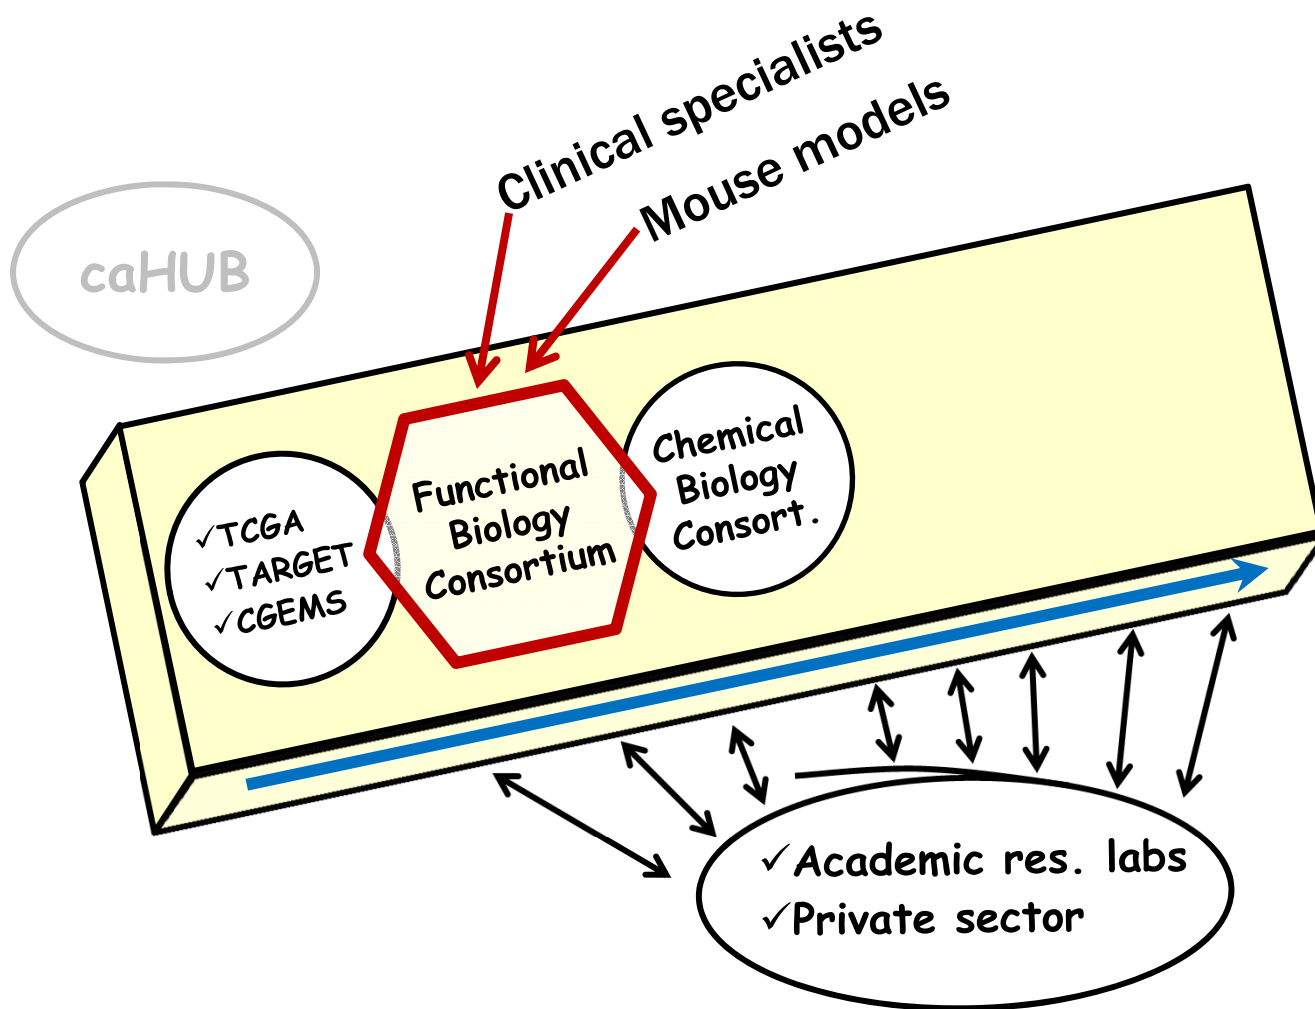 Clinical specialists
Mouse models
caHUB
✓TCGA
✓TARGET
✓CGEMS
Functional
Biology
Consortium
Chemical
Biology
Consort.
✓Academic res. labs
✓Private sector